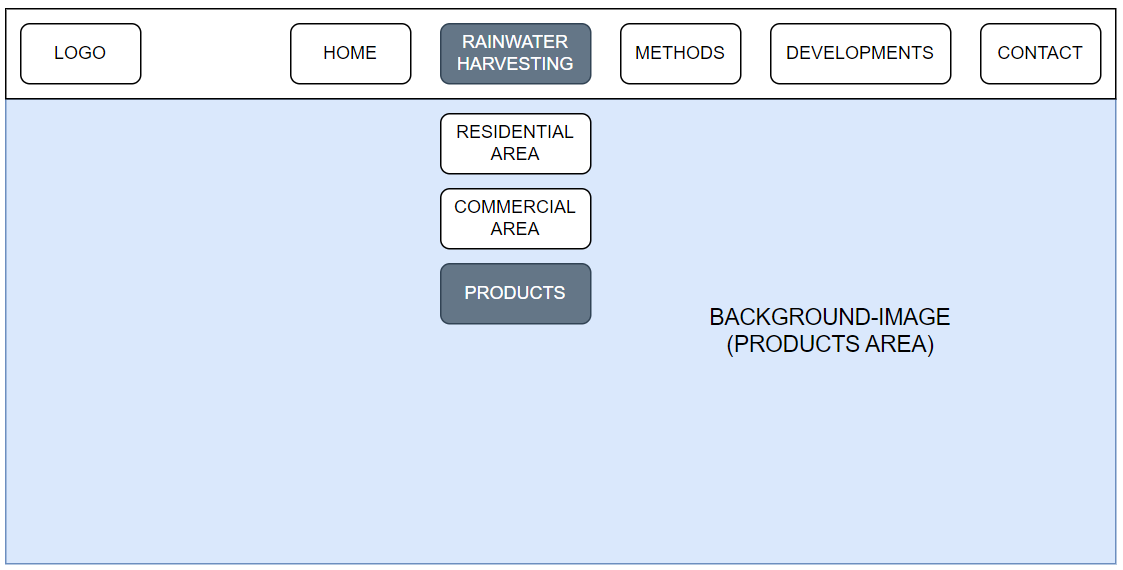 LOGO
HOME
RAINWATER
HARVESTING
METHODS
DEVELOPMENTS
CONTACT
RESIDENTIAL
AREA
COMMERCIAL
AREA
PRODUCTS
BACKGROUND-IMAGE
(PRODUCTS AREA)